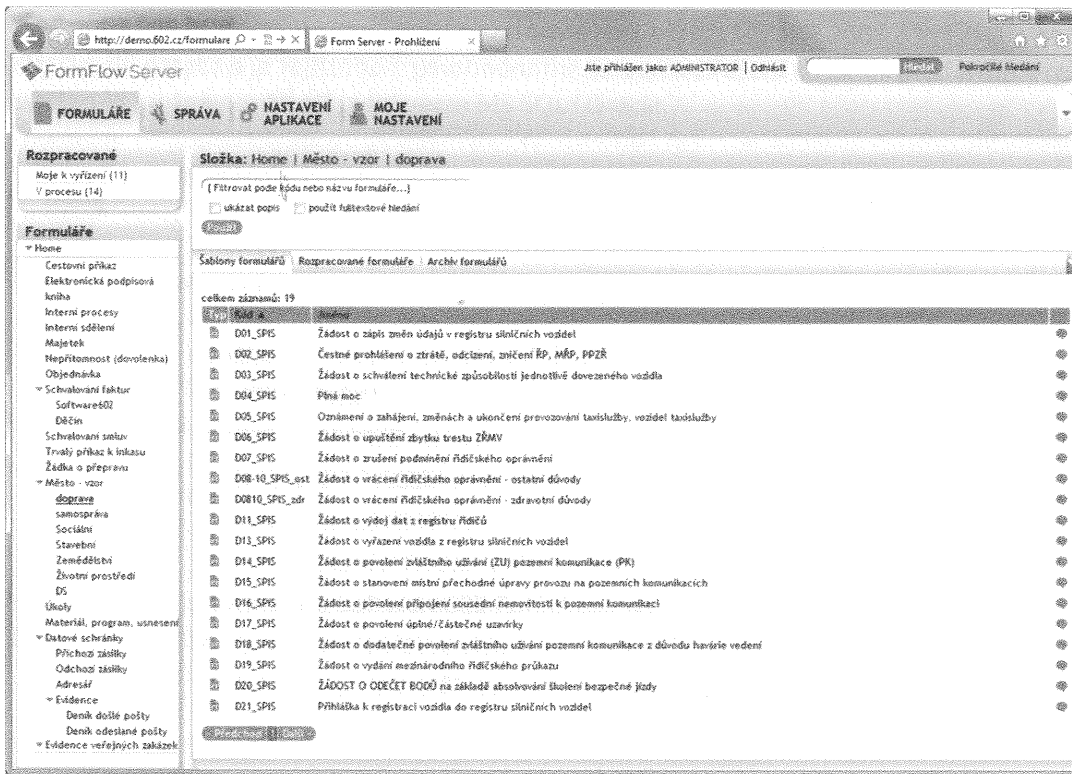 http://demo.602.cz/formulare
Form Server - Prohlížení
FormFlow Server
Jste přihlášen jako: ADMINISTRATOR | Odhlásit
Hledat
Pokročilé hledání
FORMULÁŘE
SPRÁVA
NASTAVENÍ APLIKACE
MOJE NASTAVENÍ
Rozpracované
Moje k vyřízení (11)
V procesu (14)
Formuláře
Home
Cestovní příkaz
Elektronická podpisová
kniha
Interní procesy
Interní sdělení
Majetek
Nepřítomnost (dovolenka)
Objednávka
Schvalování faktur
Software602
Děčín
Schvalovaní smluv
Trvalý příkaz k inkasu
Žádka o přepravu
Město - vzor
doprava
samospráva
Sociální
Stavební
Zemědělství
Životní prostředí
DS
Úkoly
Materiál, program, usnesení
Datové schránky
Příchozí zásilky
Odchozí zásilky
Adresář
Evidence
Deník došlé pošty
Deník odeslané pošty
Evidence veřejných zakázek
Složka: Home | Město - vzor | doprava
(Filtrovat pode kódu nebo názvu formuláře...)
ukázat popis použít fulltextové hledání
Použít
Šablony formulářů Rozpracované formuláře Archiv formulářů
celkem záznamů: 19
Typ Kód Jméno
D01_SPIS Žádost o zápis změn údajů v registru silničních vozidel
D02_SPIS Čestné prohlášení o ztrátě, odcizení, zničení ŘP, MŘP, PPZŘ
D03_SPIS Žádost o schválení technické způsobilosti jednotlivě dovezeného vozidla
D04_SPIS Plná moc
D05_SPIS Oznámení o zahájení, změnách a ukončení provozování taxislužby, vozidel taxislužby
D06_SPIS Žádost o upuštění zbytku trestu ZŘMV
D07_SPIS Žádost o zrušení podmínění řidičského oprávnění
D08-10_SPIS_ost Žádost o vrácení řidičského oprávnění - ostatní důvody
D0810_SPIS_zdr Žádost o vrácení řidičského oprávnění - zdravotní důvody
D11_SPIS Žádost o výdej dat z registru řidičů
D13_SPIS Žádost o vyřazení vozidla z registru silničních vozidel
D14_SPIS Žádost o povolení zvláštního užívání (ZU) pozemní komunikace (PK)
D15_SPIS Žádost o stanovení místní přechodné úpravy provozu na pozemních komunikacích
D16_SPIS Žádost o povolení připojení sousední nemovitosti k pozemní komunikaci
D17_SPIS Žádost o povolení úplné/částečné uzavírky
D18_SPIS Žádost o dodatečné povolení zvláštního užívání pozemní komunikace z důvodu havárie vedení
D19_SPIS Žádost o vydání mezinárodního řidičského průkazu
D20_SPIS ŽÁDOST O ODEČET BODŮ na základě absolvování školení bezpečné jízdy
D21_SPIS Přihláška k registraci vozidla do registru silničních vozidel
Předchozí Další